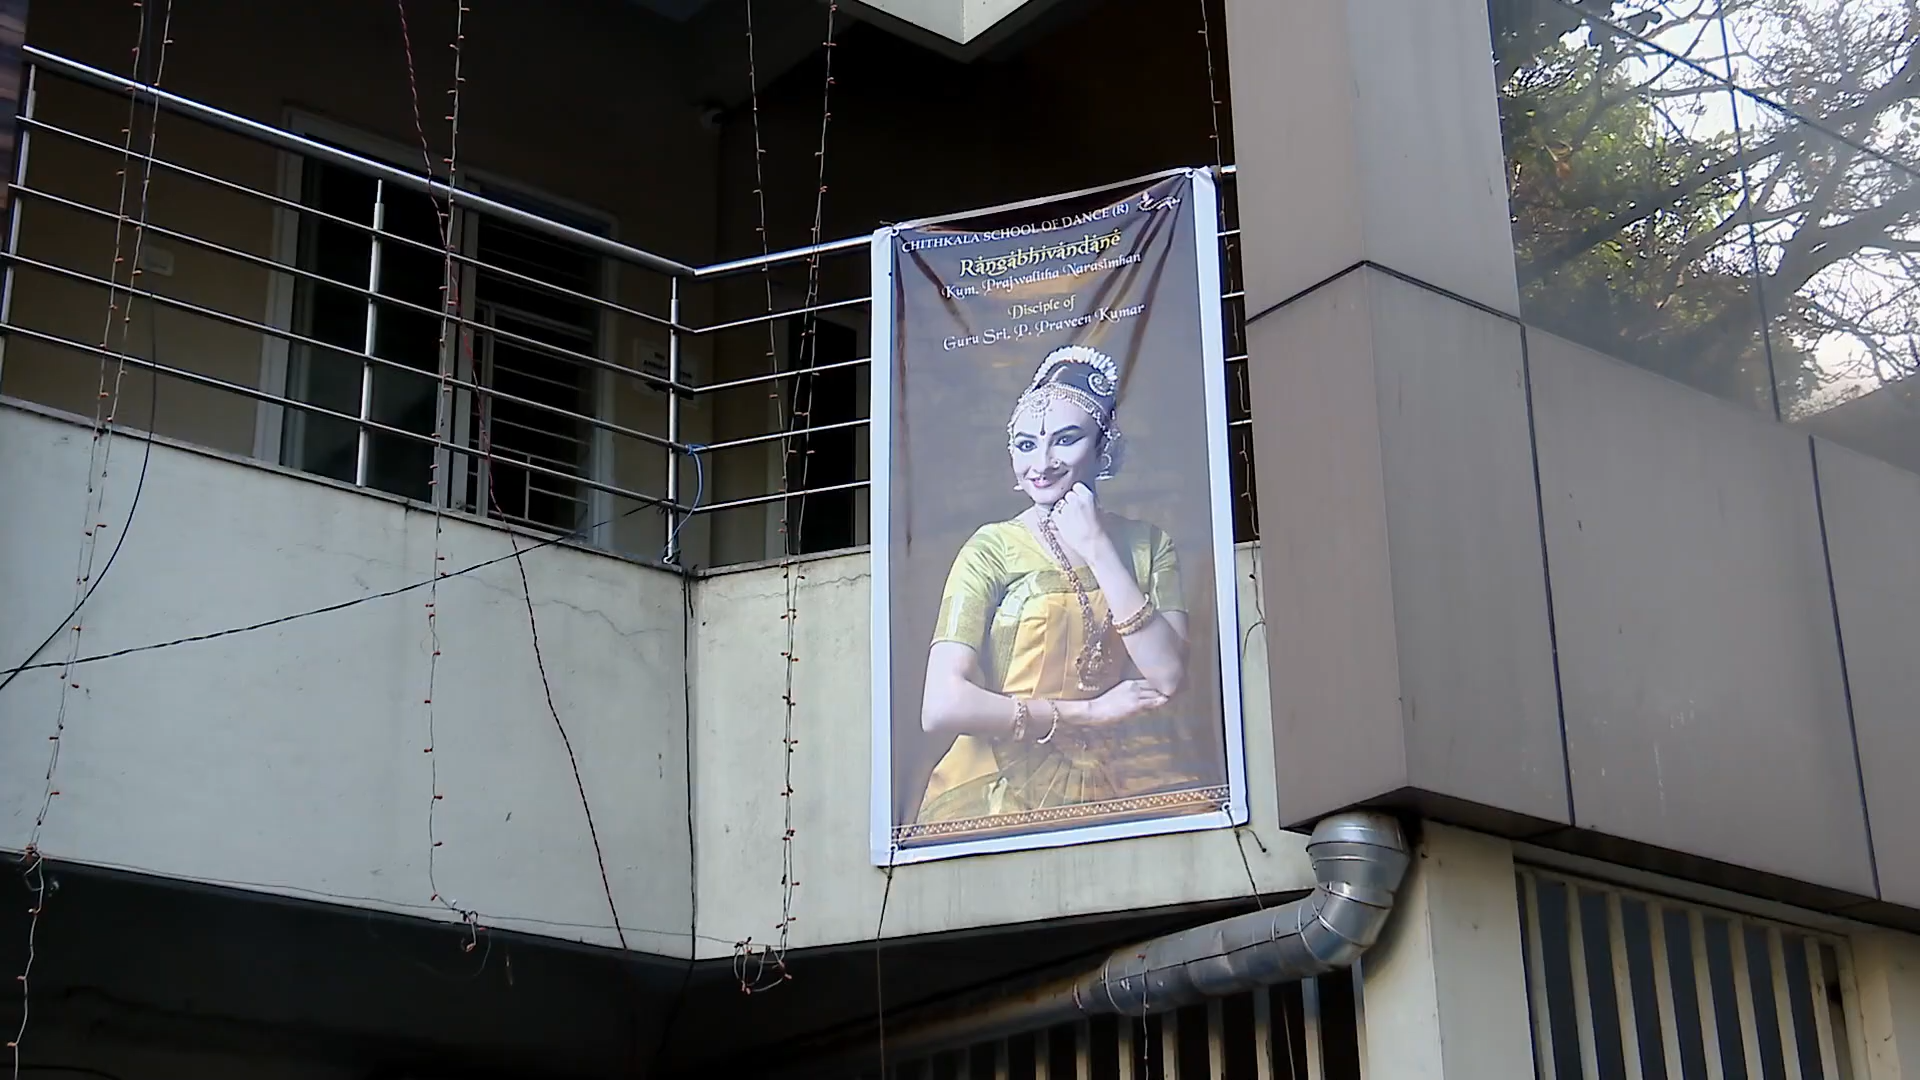 CHITHKALA SCHOOL OF DANCE (R)
Rangabhivandane
Kum. Prajwalitha Narasimhan
Disciple of
Guru Sri. P. Praveen Kumar